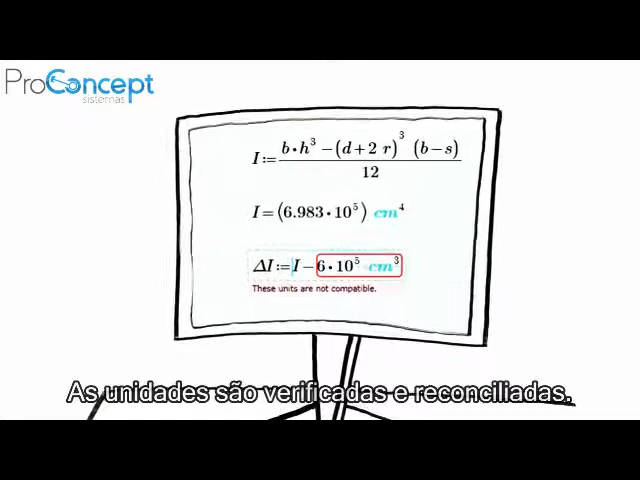 ProConcept
sistemas
I:=(b·h³−(d+2 r)³ (b−s))/12
I=(6.983·10⁵) cm⁴
ΔI:=I−6·10⁵ cm³
These units are not compatible.
As unidades são verificadas e reconciliadas.